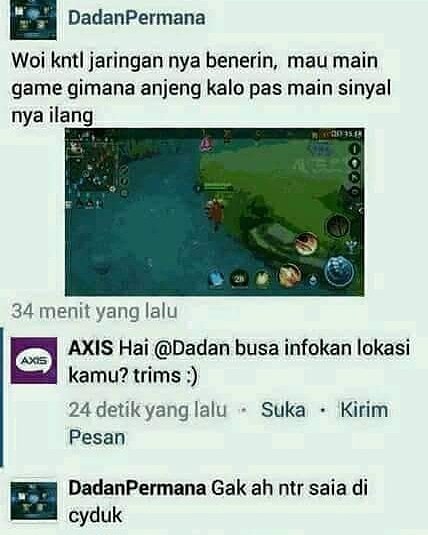 DadanPermana
Woi kntl jaringan nya benerin, mau main
game gimana anjeng kalo pas main sinyal
nya ilang
34 menit yang lalu
AXIS
AXIS Hai @Dadan busa infokan lokasi
kamu? trims :)
24 detik yang lalu · Suka · Kirim
Pesan
DadanPermana Gak ah ntr saia di
cyduk